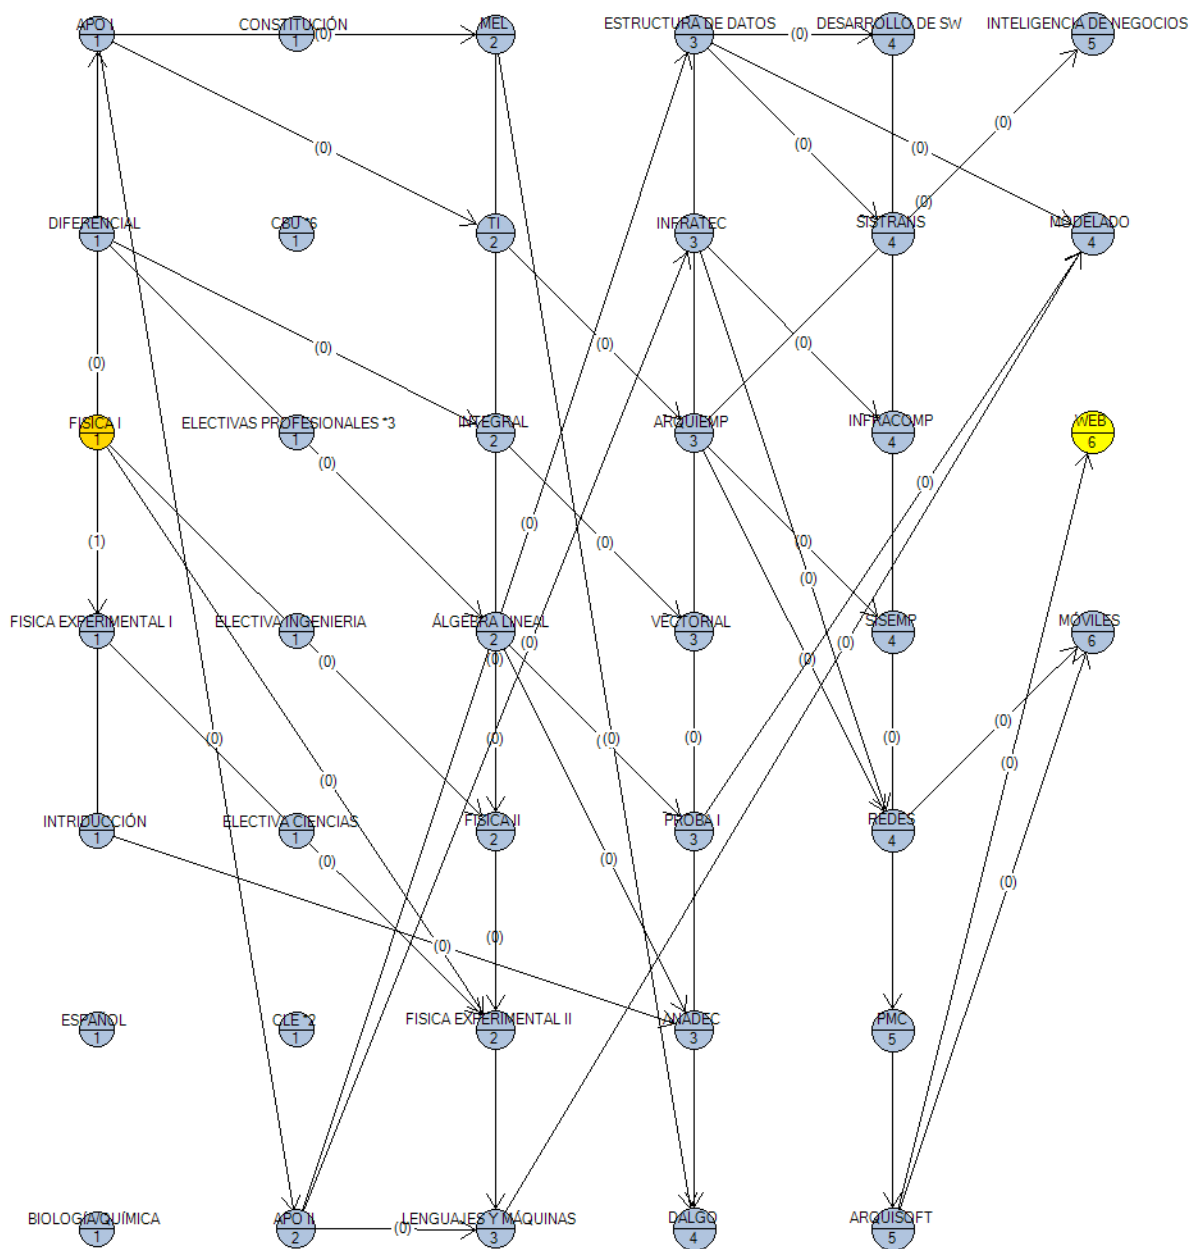 APO I
1
CONSTITUCIÓN
1
(0)
MEL
2
ESTRUCTURA DE DATOS
3
(0)
DESARROLLO DE SW
4
INTELIGENCIA DE NEGOCIOS
5
(0)
(0)
(0)
(0)
DIFERENCIAL
1
CBU *6
1
TI
2
INFRATEC
3
(0)
SISTRANS
4
MODELADO
4
(0)
(0)
(0)
(0)
(0)
FISICA I
1
ELECTIVAS PROFESIONALES *3
1
INTEGRAL
2
ARQUIEMP
3
INFRACOMP
4
WEB
6
(0)
(0)
(1)
(0)
(0)
(0)
FISICA EXPERIMENTAL I
1
ELECTIVA INGENIERIA
1
ÁLGEBRA LINEAL
2
(0)
VECTORIAL
3
(0)
SISEMP
4
MÓVILES
6
(0)
(0)
(0)
(0)
(0)
(0)
(0)
(0)
(0)
(0)
(0)
(0)
INTRIDUCCIÓN
1
ELECTIVA CIENCIAS
1
FISICA II
2
PROBA I
3
REDES
4
(0)
(0)
(0)
(0)
(0)
ESPAÑOL
1
CLE *2
1
FISICA EXPERIMENTAL II
2
ANADEC
3
PMC
5
BIOLOGÍA/QUÍMICA
1
APO II
2
(0)
LENGUAJES Y MÁQUINAS
3
DALGO
4
ARQUISOFT
5